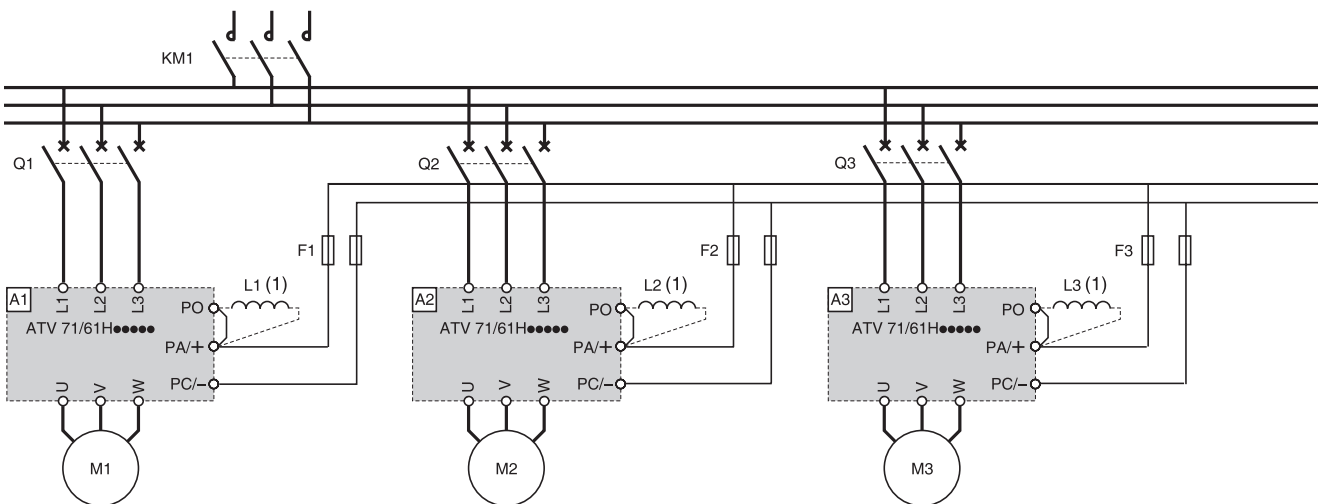 KM1
Q1
Q2
Q3
F1
F2
F3
A1
L1
L2
L3
PO
L1 (1)
ATV 71/61H●●●●●
PA/+
PC/-
U
V
W
M1
A2
L1
L2
L3
PO
L2 (1)
ATV 71/61H●●●●●
PA/+
PC/-
U
V
W
M2
A3
L1
L2
L3
PO
L3 (1)
ATV 71/61H●●●●●
PA/+
PC/-
U
V
W
M3